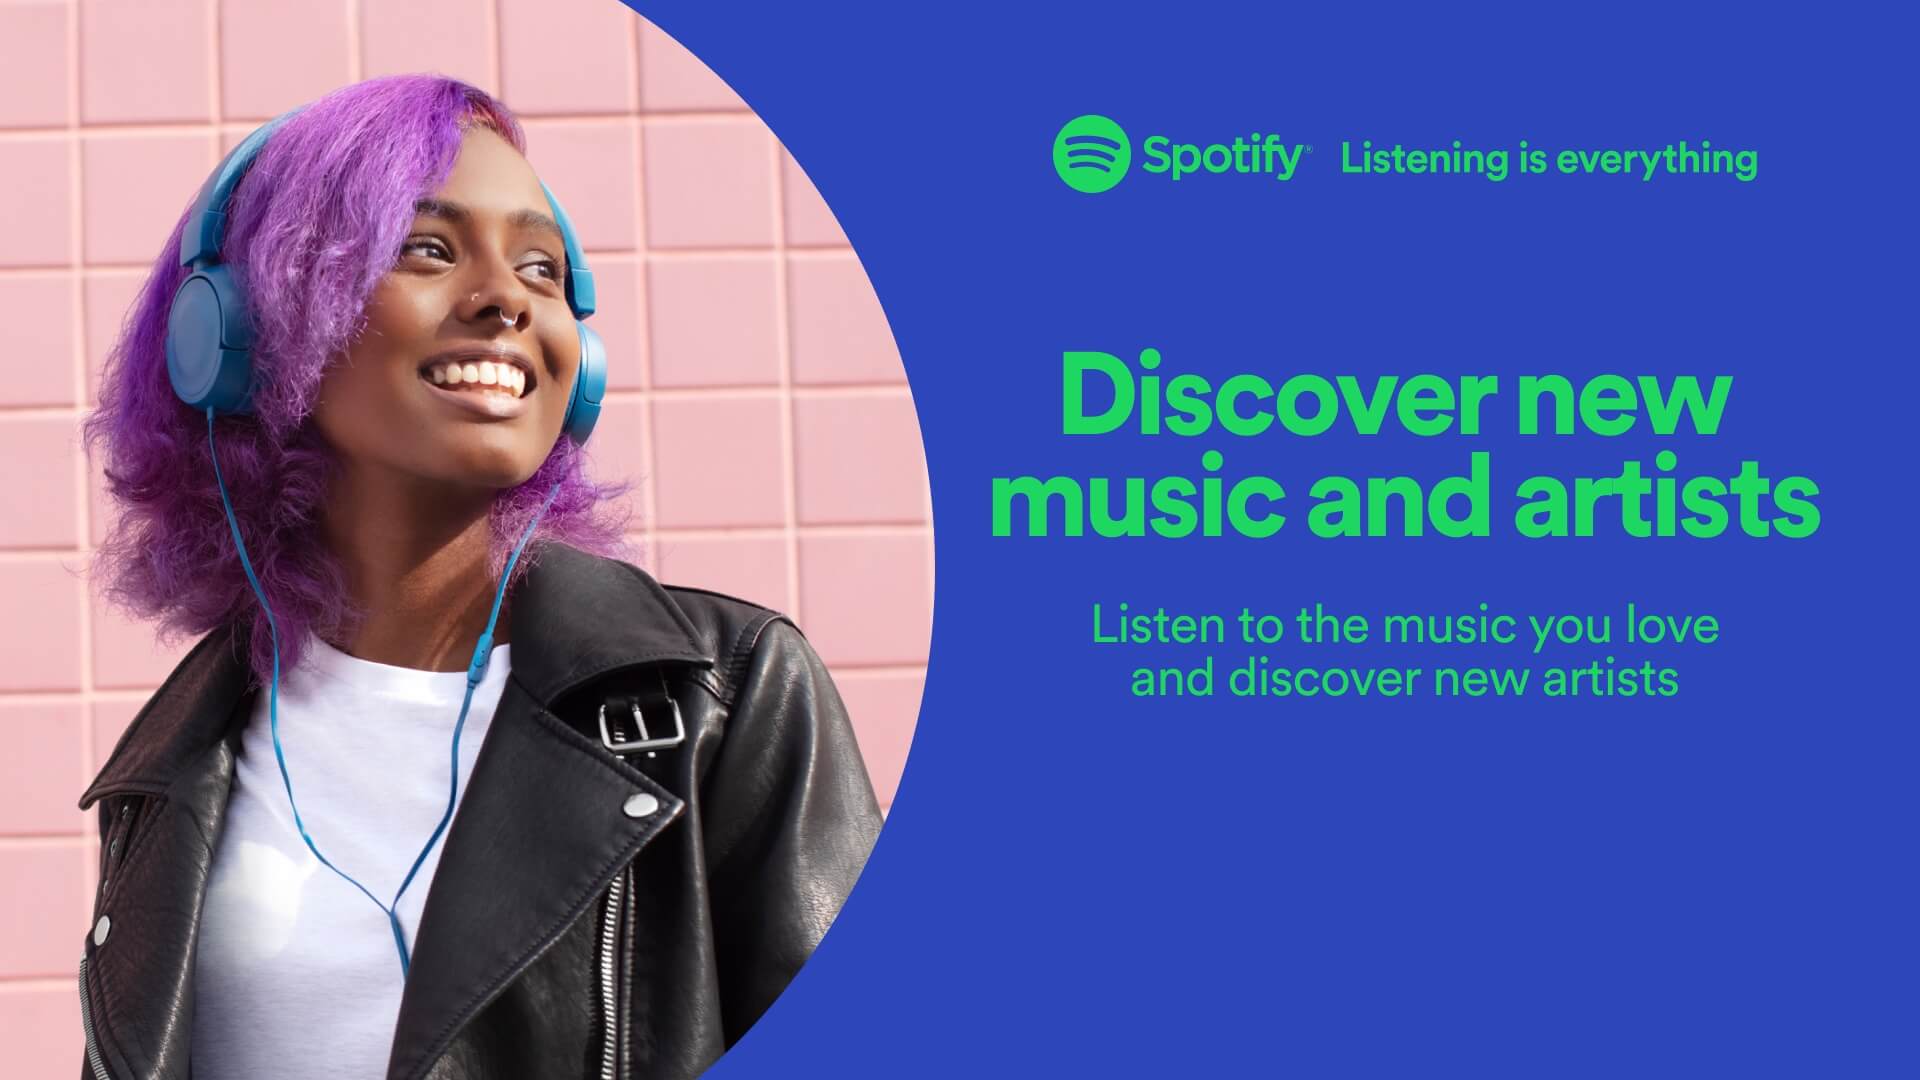 Spotify® Listening is everything
Discover new
music and artists
Listen to the music you love
and discover new artists